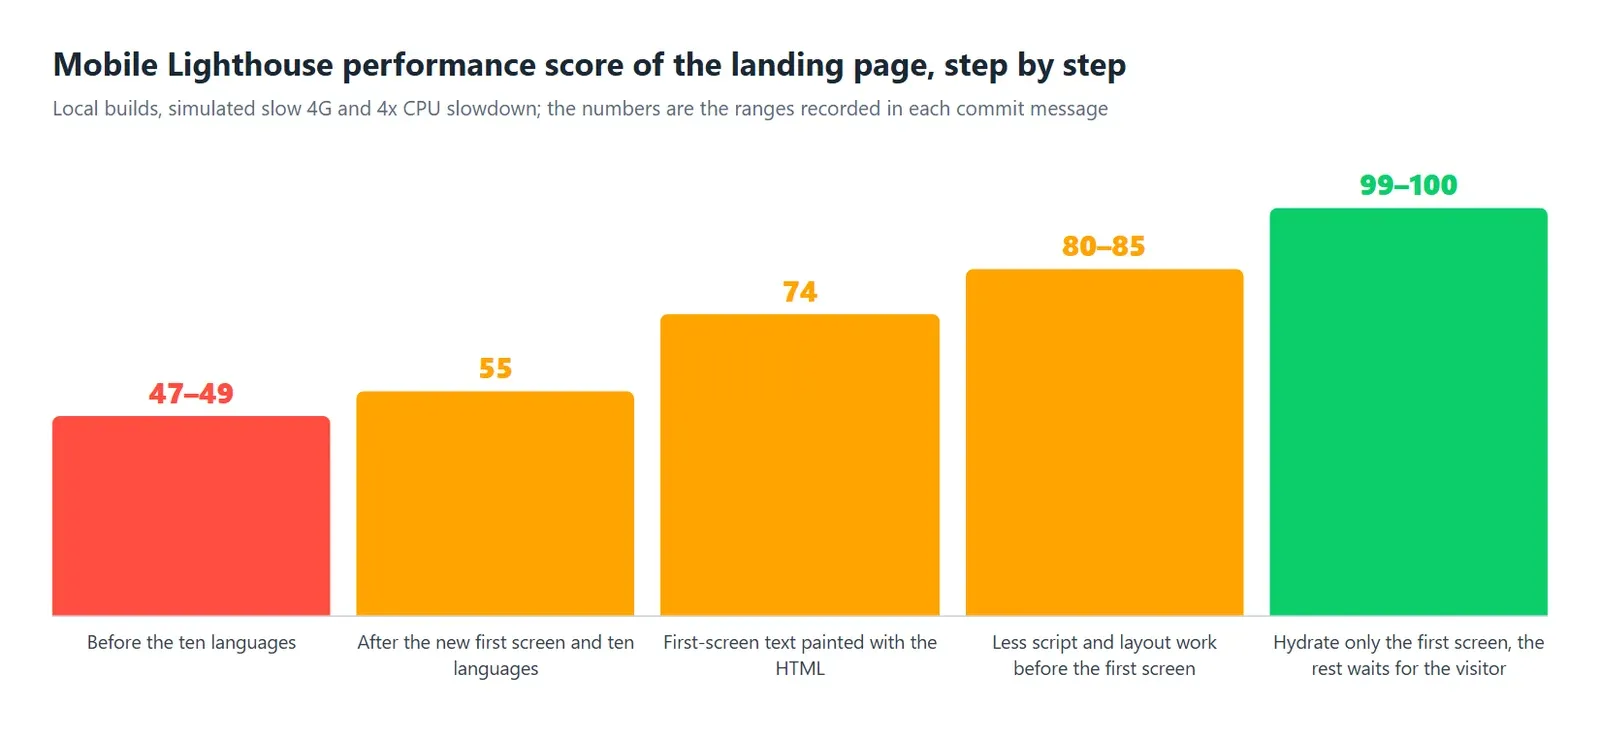 Mobile Lighthouse performance score of the landing page, step by step
Local builds, simulated slow 4G and 4x CPU slowdown; the numbers are the ranges recorded in each commit message
47–49
55
74
80–85
99–100
Before the ten languages
After the new first screen and ten
languages
First-screen text painted with the
HTML
Less script and layout work
before the first screen
Hydrate only the first screen, the
rest waits for the visitor